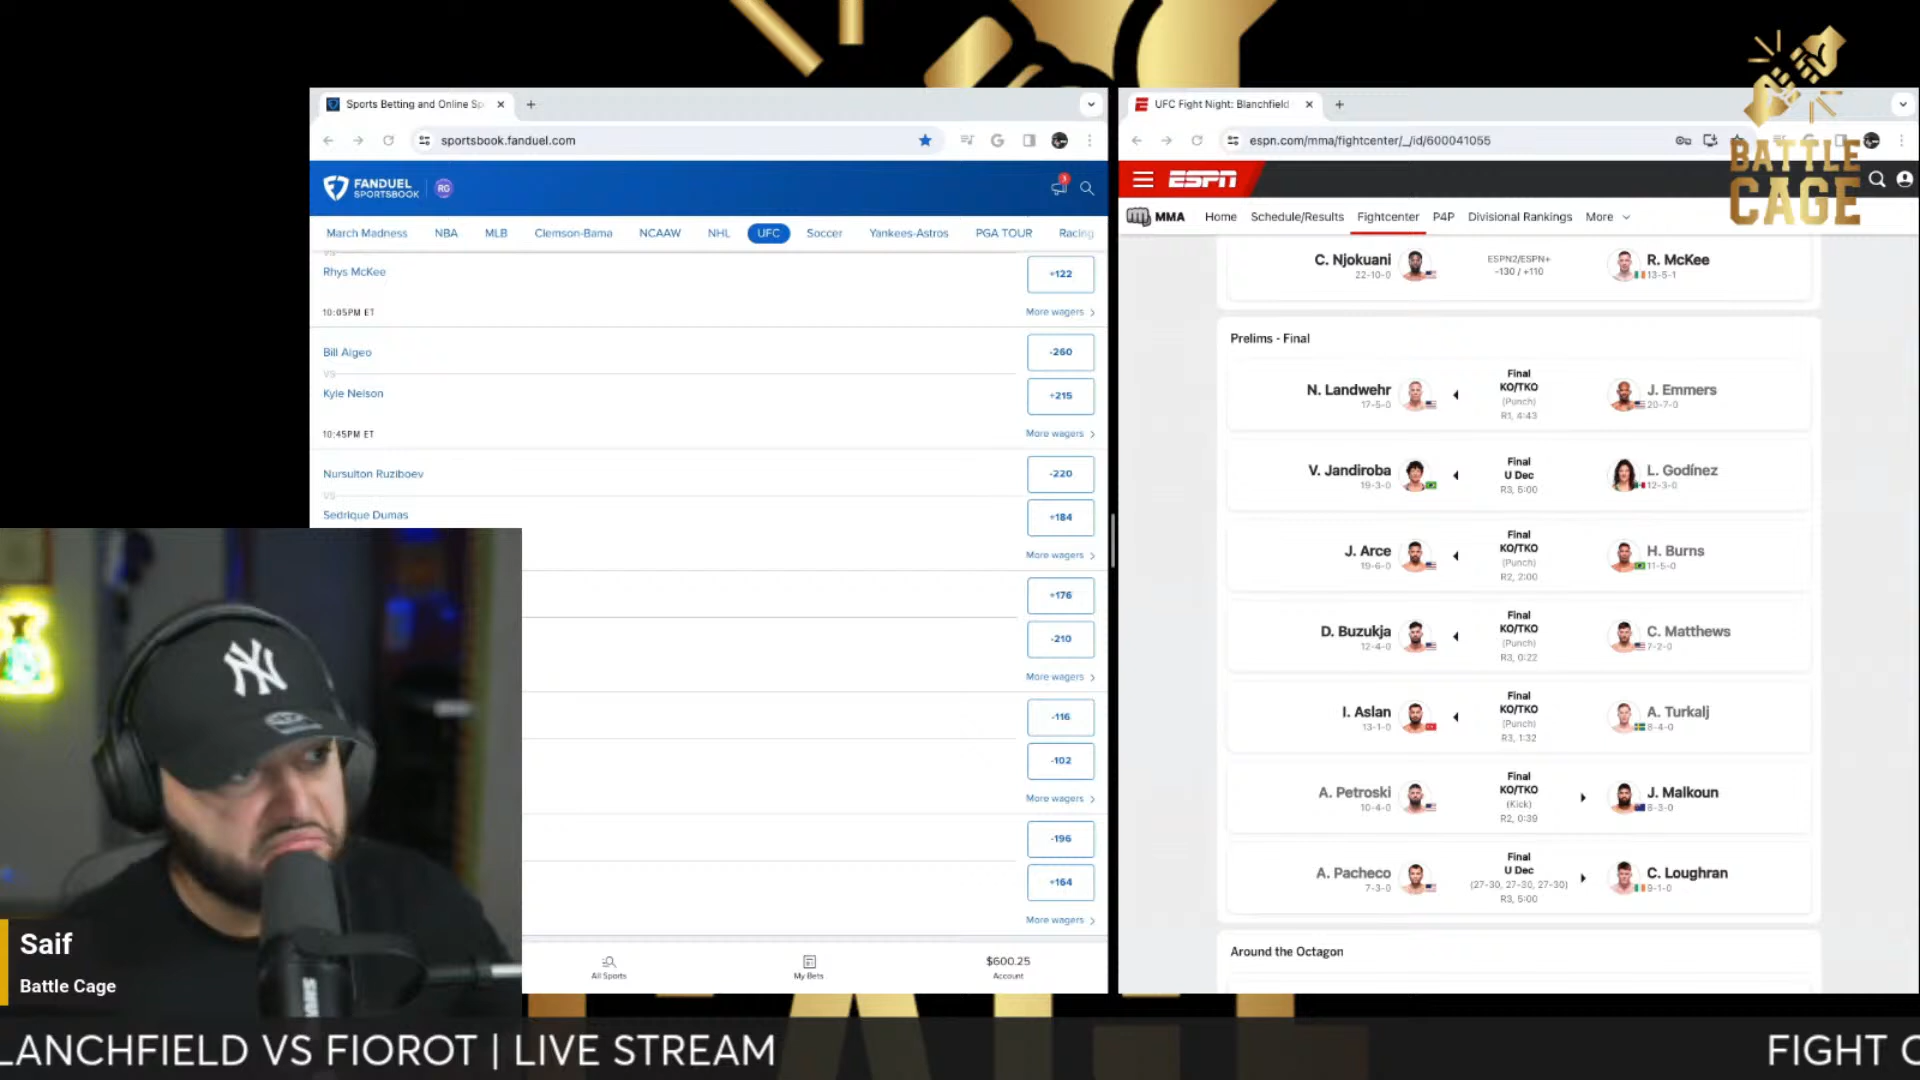 Sports Betting and Online Sp
sportsbook.fanduel.com
FANDUEL
SPORTSBOOK
RG
3
March Madness NBA MLB Clemson-Bama NCAAW NHL UFC Soccer Yankees-Astros PGA TOUR Racing
Rhys McKee
+122
10:05PM ET
More wagers
Bill Algeo
-260
VS
Kyle Nelson
+215
10:45PM ET
More wagers
Nursulton Ruziboev
-220
VS
Sedrique Dumas
+184
More wagers
+176
-210
More wagers
-116
-102
More wagers
-196
+164
More wagers
All Sports
My Bets
$600.25
Account
UFC Fight Night: Blanchfield
espn.com/mma/fightcenter/_/id/600041055
ESPN
MMA Home Schedule/Results Fightcenter P4P Divisional Rankings More
C. Njokuani
22-10-0
ESPN2/ESPN+
-130 / +110
R. McKee
13-5-1
Prelims - Final
N. Landwehr
17-5-0
Final
KO/TKO
(Punch)
R1, 4:43
J. Emmers
20-7-0
V. Jandiroba
19-3-0
Final
U Dec
R3, 5:00
L. Godínez
12-3-0
J. Arce
19-6-0
Final
KO/TKO
(Punch)
R2, 2:00
H. Burns
11-5-0
D. Buzukja
12-4-0
Final
KO/TKO
(Punch)
R3, 0:22
C. Matthews
7-2-0
I. Aslan
13-1-0
Final
KO/TKO
(Punch)
R3, 1:32
A. Turkalj
8-4-0
A. Petroski
10-4-0
Final
KO/TKO
(Kick)
R2, 0:39
J. Malkoun
8-3-0
A. Pacheco
7-3-0
Final
U Dec
(27-30, 27-30, 27-30)
R3, 5:00
C. Loughran
9-1-0
Around the Octagon
BATTLE
CAGE
NY
Saif
Battle Cage
LANCHFIELD VS FIOROT | LIVE STREAM
FIGHT C